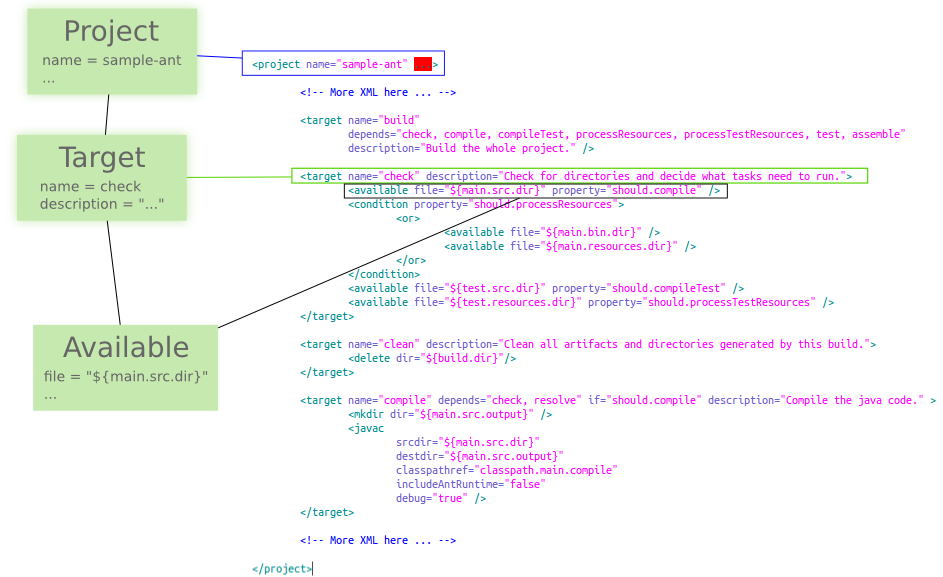 Project
name = sample-ant
...
Target
name = check
description = "..."
Available
file = "${main.src.dir}"
...
<project name="sample-ant" ...>
<!-- More XML here ... -->
<target name="build"
depends="check, compile, compileTest, processResources, processTestResources, test, assemble"
description="Build the whole project." />
<target name="check" description="Check for directories and decide what tasks need to run.">
<available file="${main.src.dir}" property="should.compile" />
<condition property="should.processResources">
<or>
<available file="${main.bin.dir}" />
<available file="${main.resources.dir}" />
</or>
</condition>
<available file="${test.src.dir}" property="should.compileTest" />
<available file="${test.resources.dir}" property="should.processTestResources" />
</target>
<target name="clean" description="Clean all artifacts and directories generated by this build.">
<delete dir="${build.dir}"/>
</target>
<target name="compile" depends="check, resolve" if="should.compile" description="Compile the java code." >
<mkdir dir="${main.src.output}" />
<javac
srcdir="${main.src.dir}"
destdir="${main.src.output}"
classpathref="classpath.main.compile"
includeAntRuntime="false"
debug="true" />
</target>
<!-- More XML here ... -->
</project>